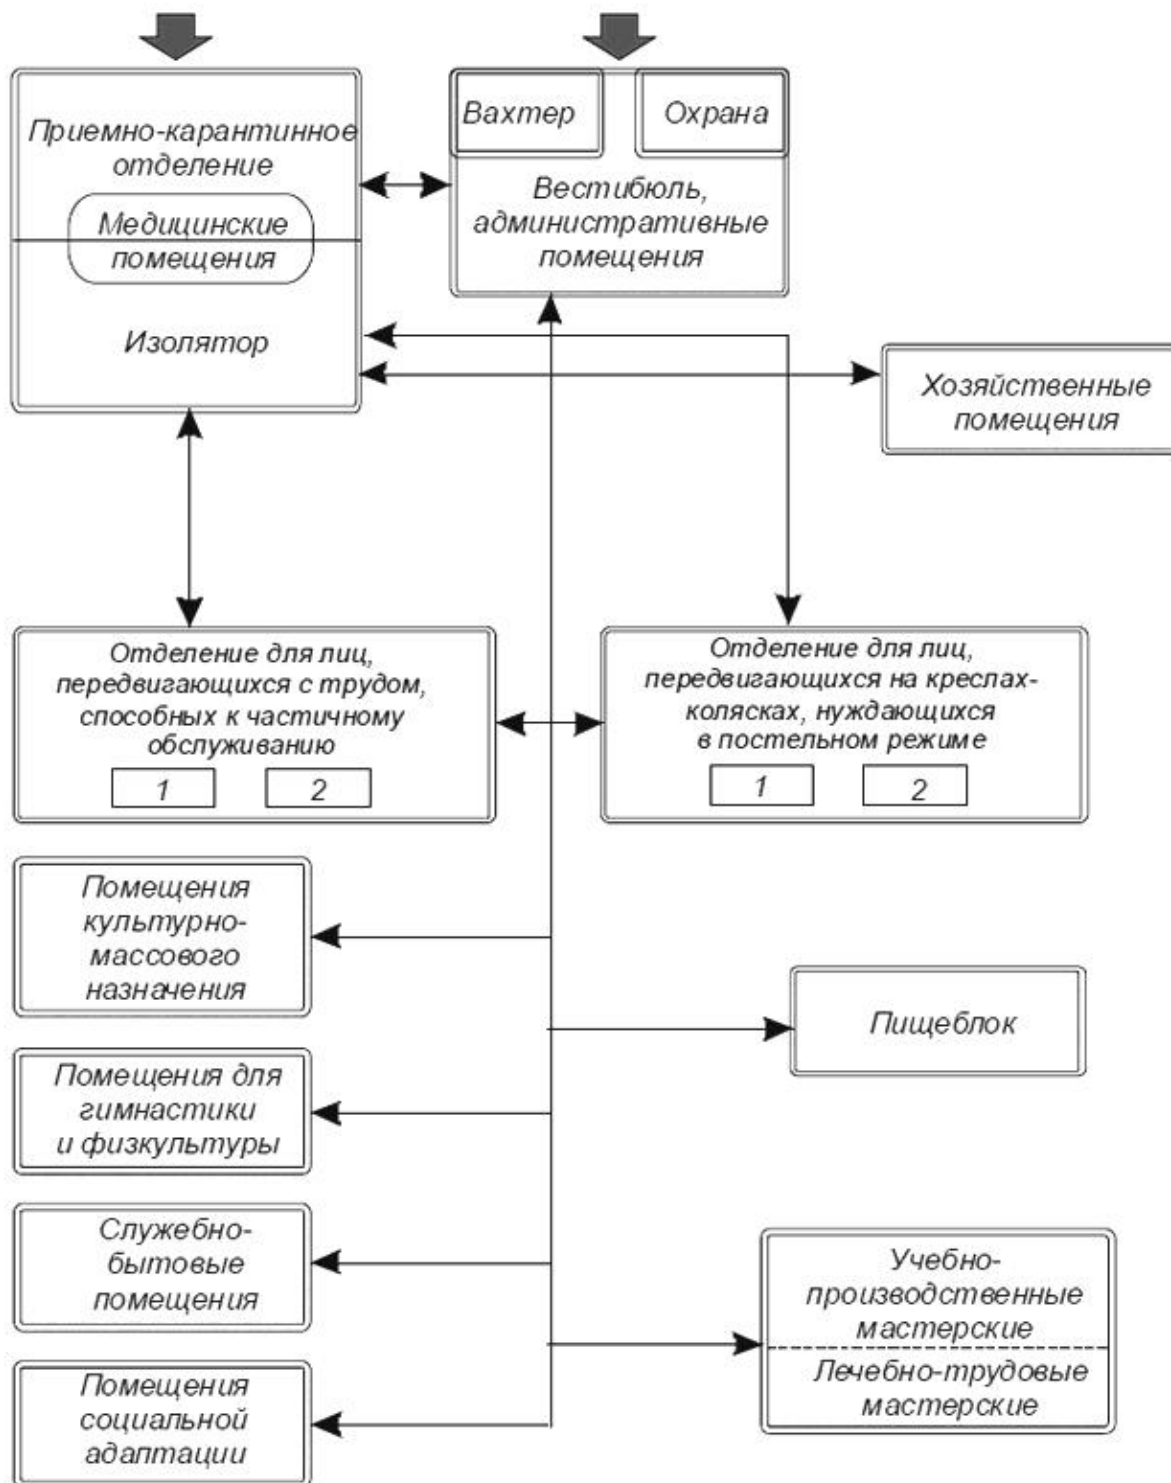 Приемно-карантинное
отделение
Медицинские
помещения
Изолятор
Вахтер
Охрана
Вестибюль,
административные
помещения
Хозяйственные
помещения
Отделение для лиц,
передвигающихся с трудом,
способных к частичному
обслуживанию
1
2
Отделение для лиц,
передвигающихся на креслах-
колясках, нуждающихся
в постельном режиме
1
2
Помещения
культурно-
массового
назначения
Пищеблок
Помещения для
гимнастики
и физкультуры
Служебно-
бытовые
помещения
Учебно-
производственные
мастерские
Лечебно-трудовые
мастерские
Помещения
социальной
адаптации